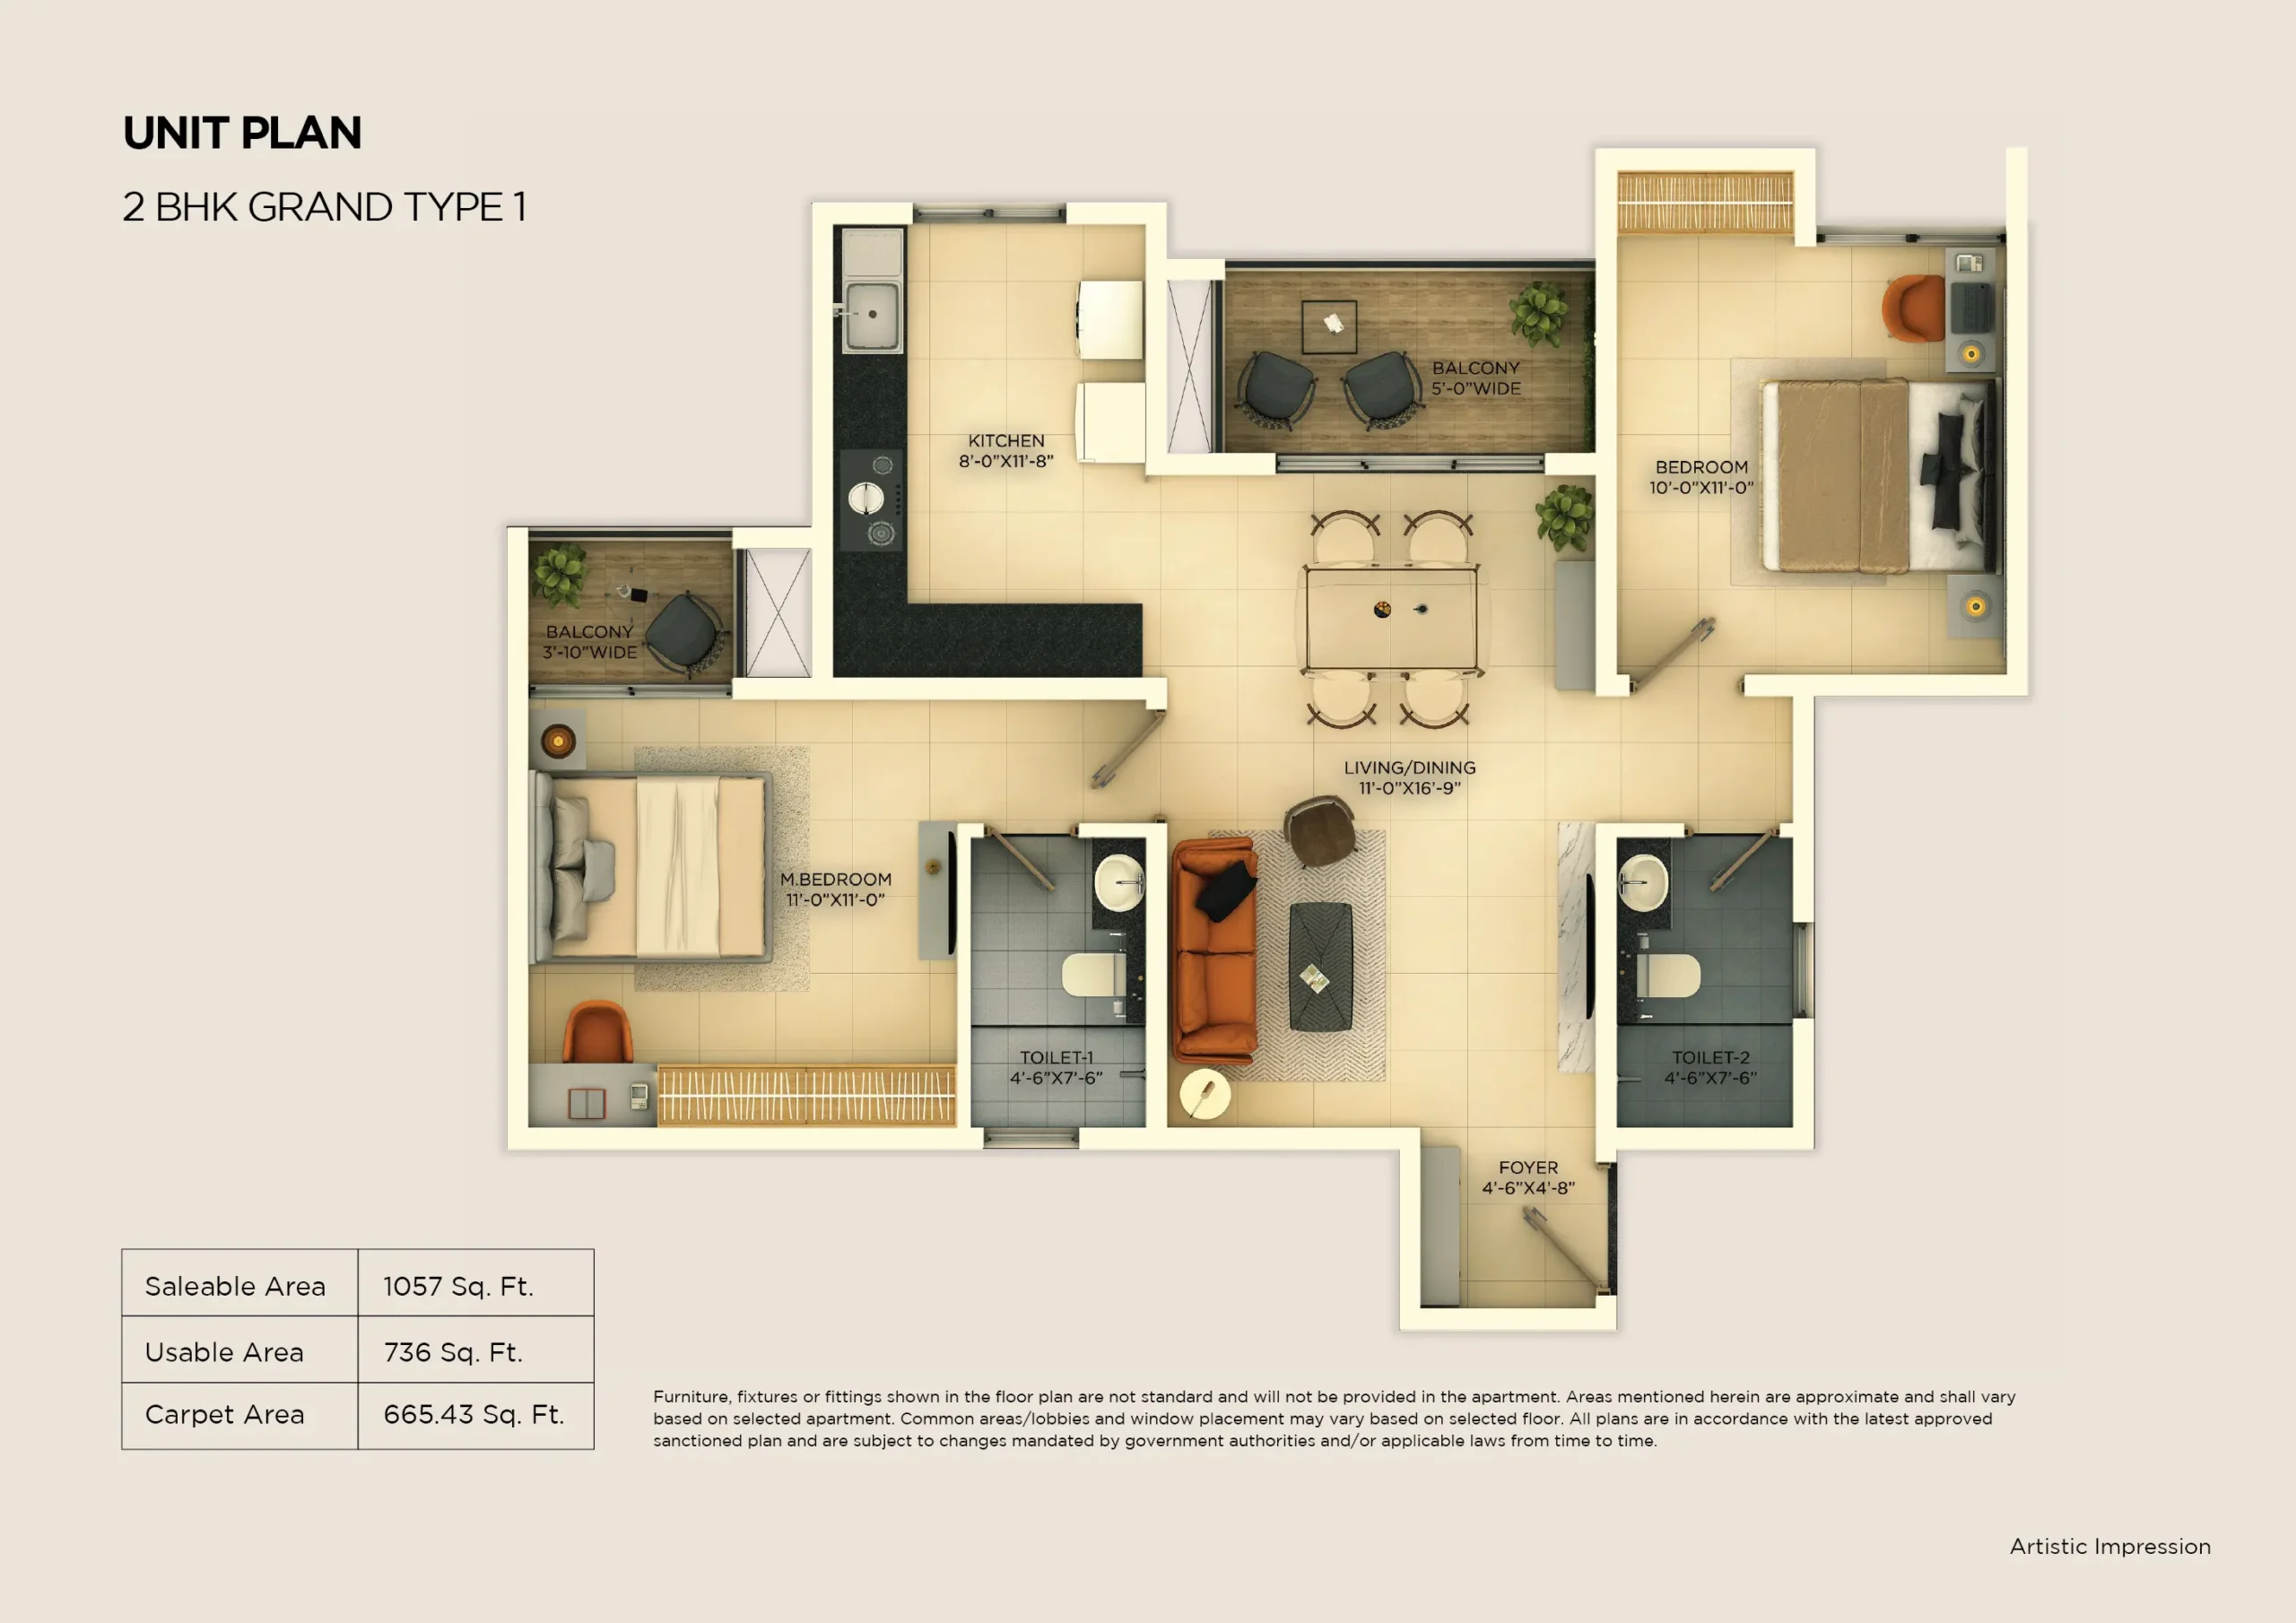 UNIT PLAN
2 BHK GRAND TYPE 1
BALCONY
5'-0"WIDE
KITCHEN
8'-0"X11'-8"
BEDROOM
10'-0"X11'-0"
BALCONY
3'-10"WIDE
LIVING/DINING
11'-0"X16'-9"
M.BEDROOM
11'-0"X11'-0"
TOILET-1
4'-6"X7'-6"
TOILET-2
4'-6"X7'-6"
FOYER
4'-6"X4'-8"
Saleable Area 1057 Sq. Ft.
Usable Area 736 Sq. Ft.
Carpet Area 665.43 Sq. Ft.
Furniture, fixtures or fittings shown in the floor plan are not standard and will not be provided in the apartment. Areas mentioned herein are approximate and shall vary
based on selected apartment. Common areas/lobbies and window placement may vary based on selected floor. All plans are in accordance with the latest approved
sanctioned plan and are subject to changes mandated by government authorities and/or applicable laws from time to time.
Artistic Impression